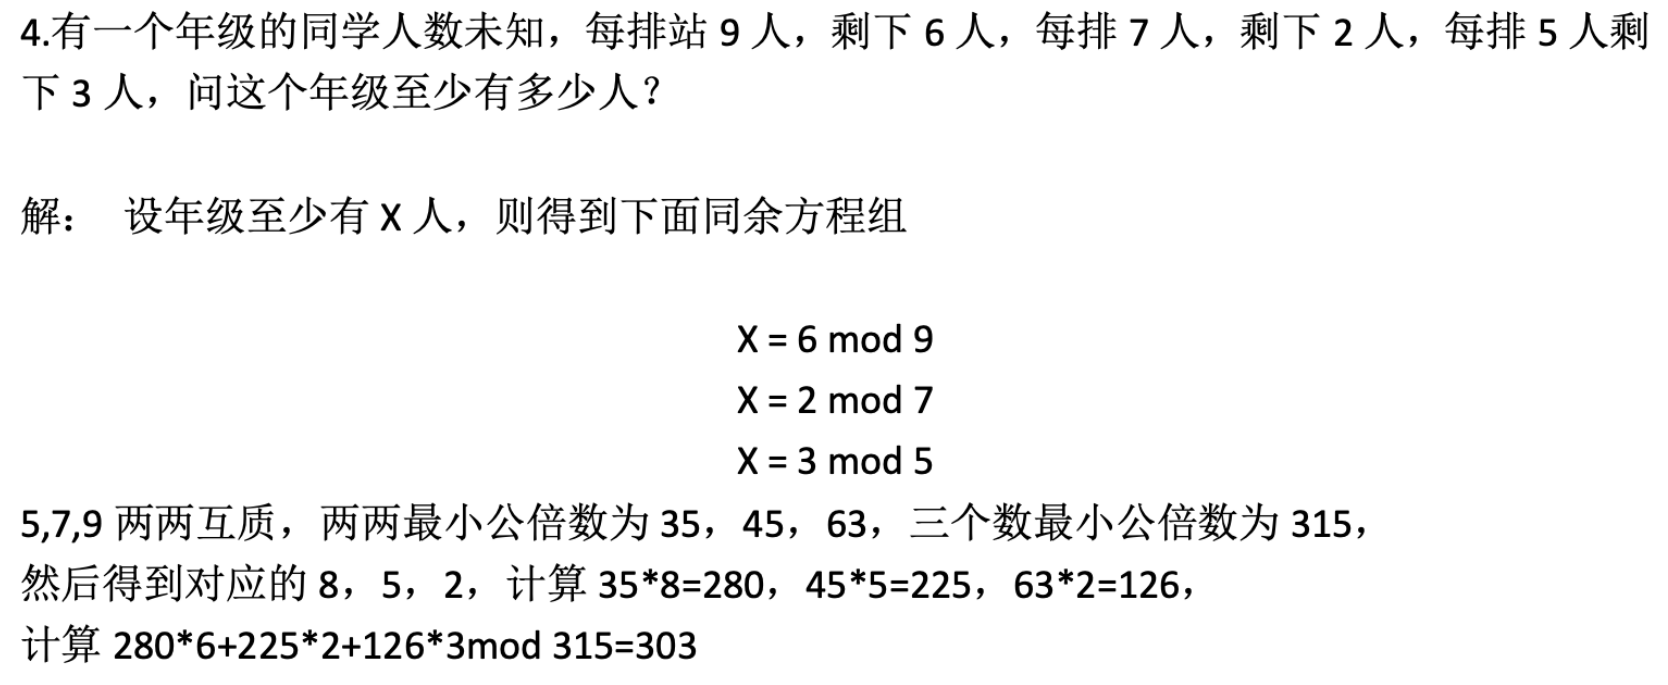 4.有一个年级的同学人数未知，每排站 9 人，剩下 6 人，每排 7 人，剩下 2 人，每排 5 人剩
下 3 人，问这个年级至少有多少人？
解： 设年级至少有 X 人，则得到下面同余方程组
X = 6 mod 9
X = 2 mod 7
X = 3 mod 5
5,7,9 两两互质，两两最小公倍数为 35，45，63，三个数最小公倍数为 315，
然后得到对应的 8，5，2，计算 35*8=280，45*5=225，63*2=126，
计算 280*6+225*2+126*3mod 315=303